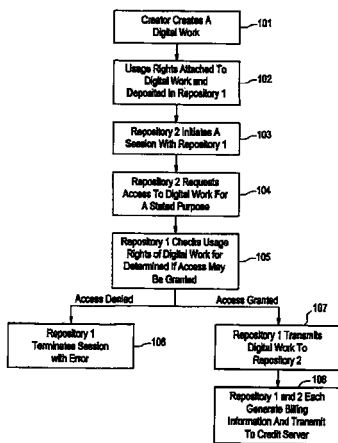 Creator Creates A
Digital Work
101
Usage Rights Attached To
Digital Work and
Deposited In Repository 1
102
Repository 2 Initiates A
Session With Repository 1
103
Repository 2 Requests
Access To Digital Work For
A Stated Purpose
104
Repository 1 Checks Usage
Rights of Digital Work for
Determined If Access May
Be Granted
105
Access Denied
Access Granted
Repository 1
Terminates Session
with Error
106
107
Repository 1 Transmits
Digital Work To
Repository 2
108
Repository 1 and 2 Each
Generate Billing
Information And Transmit
To Credit Server